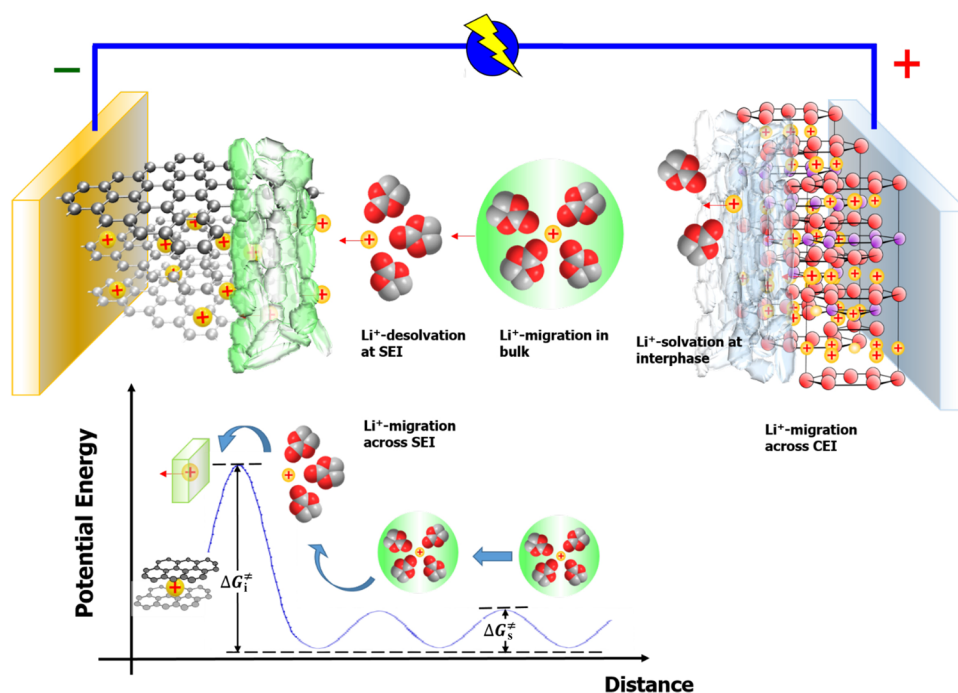 −
+
Li⁺-desolvation
at SEI
Li⁺-migration in
bulk
Li⁺-solvation at
interphase
Li⁺-migration
across SEI
Li⁺-migration
across CEI
Potential Energy
ΔG‡i
ΔG‡s
Distance